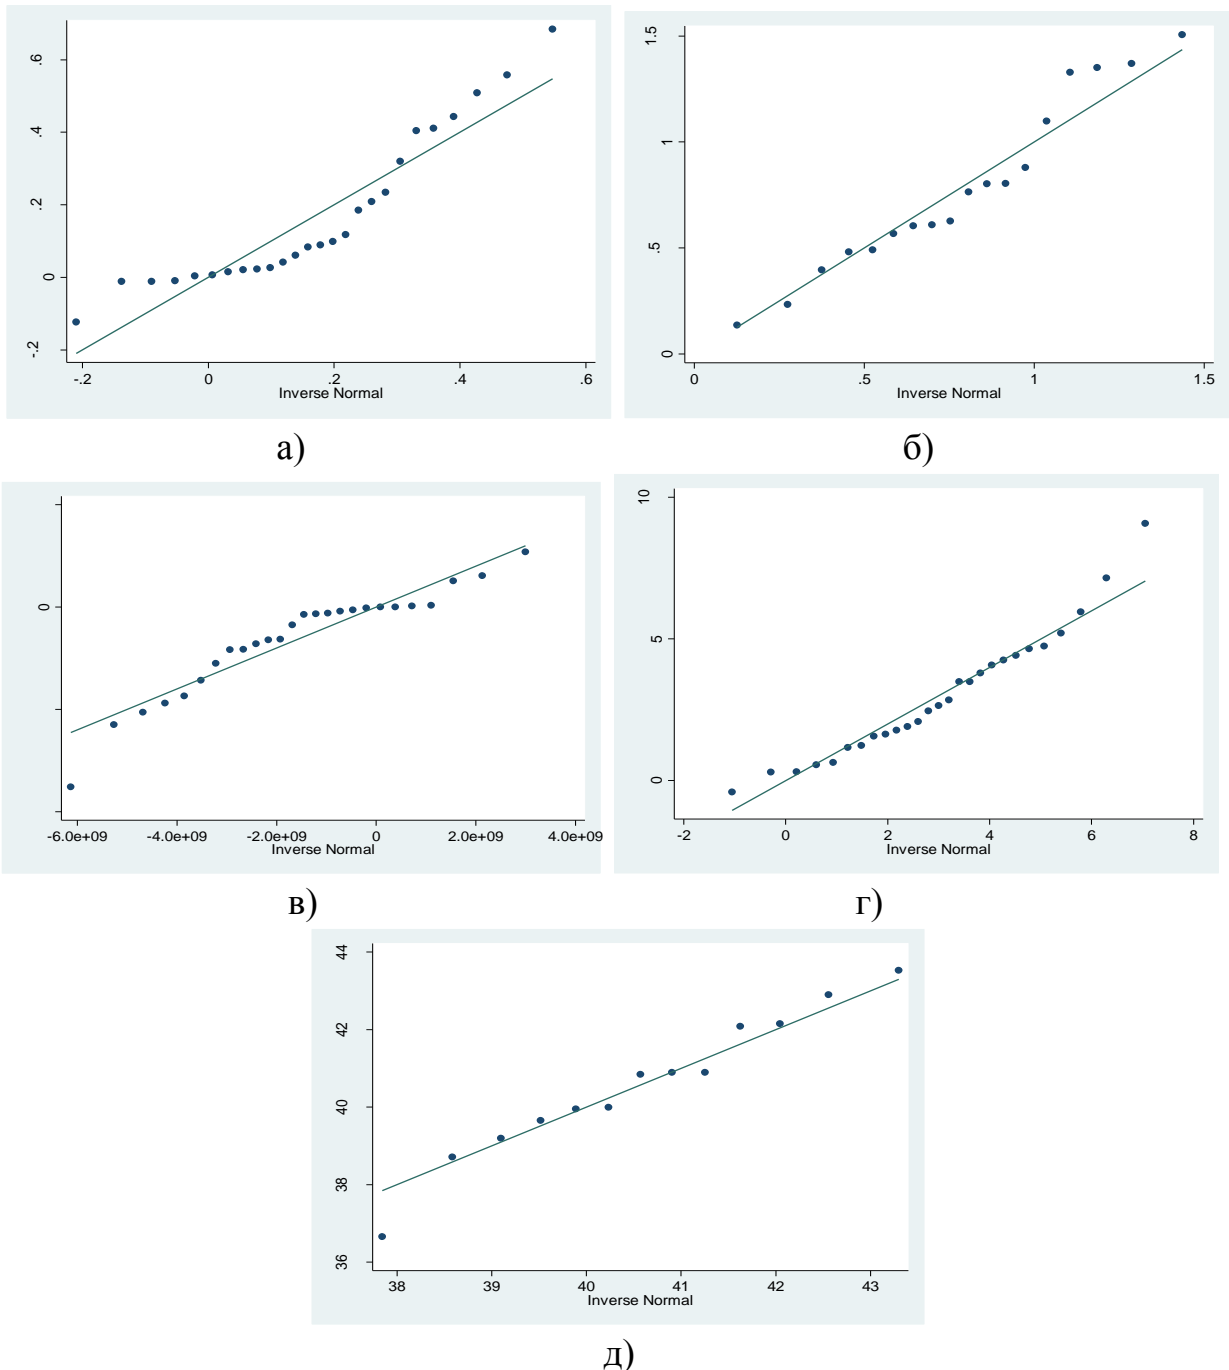 .6
.4
.2
0
-.2
-.2 0 .2 .4 .6
Inverse Normal
а)
1.5
1
.5
0
0 .5 1 1.5
Inverse Normal
б)
0
-6.0e+09 -4.0e+09 -2.0e+09 0 2.0e+09 4.0e+09
Inverse Normal
в)
10
5
0
-2 0 2 4 6 8
Inverse Normal
г)
44
42
40
38
36
38 39 40 41 42 43
Inverse Normal
д)